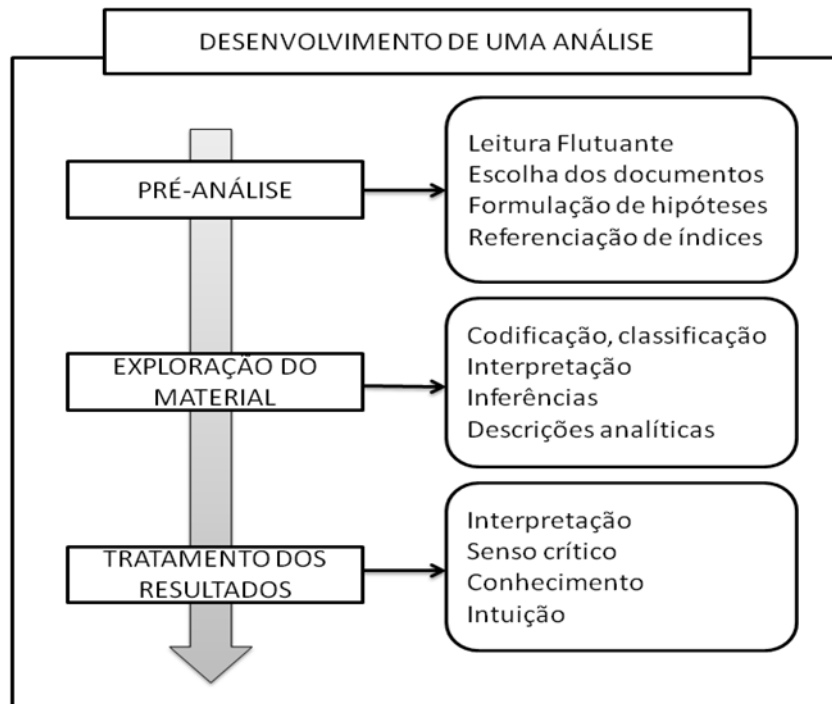 DESENVOLVIMENTO DE UMA ANÁLISE
PRÉ-ANÁLISE
Leitura Flutuante
Escolha dos documentos
Formulação de hipóteses
Referenciação de índices
EXPLORAÇÃO DO
MATERIAL
Codificação, classificação
Interpretação
Inferências
Descrições analíticas
TRATAMENTO DOS
RESULTADOS
Interpretação
Senso crítico
Conhecimento
Intuição